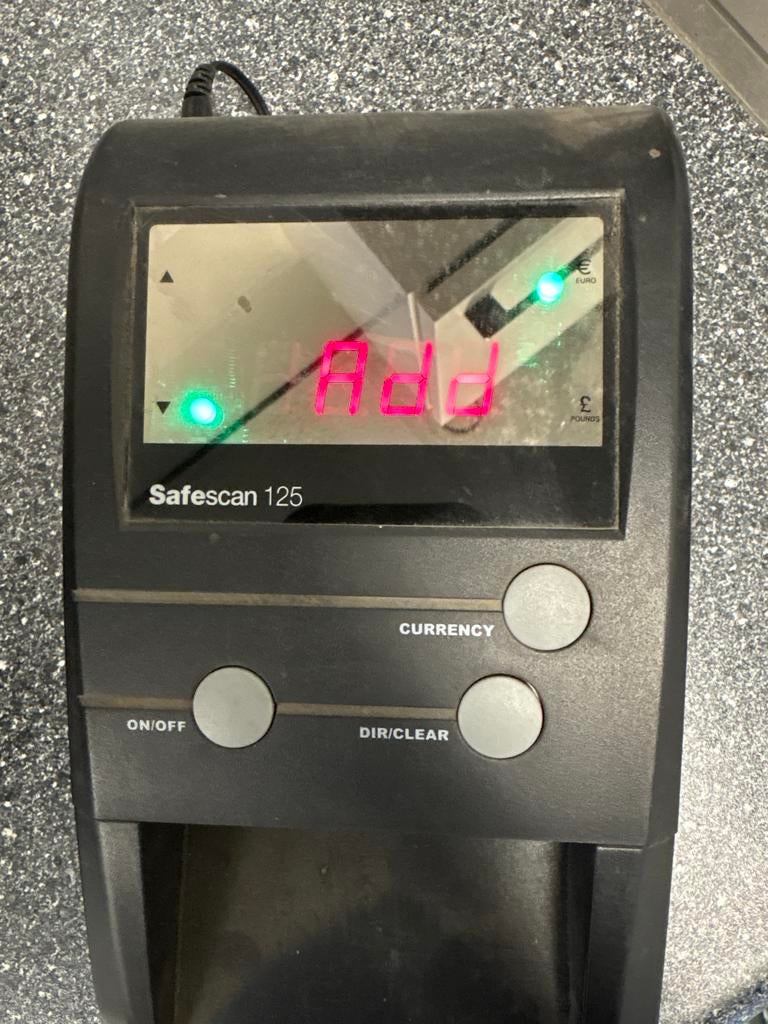 ▲
€
EURO
Add
▼
£
POUNDS
Safescan 125
CURRENCY
ON/OFF
DIR/CLEAR